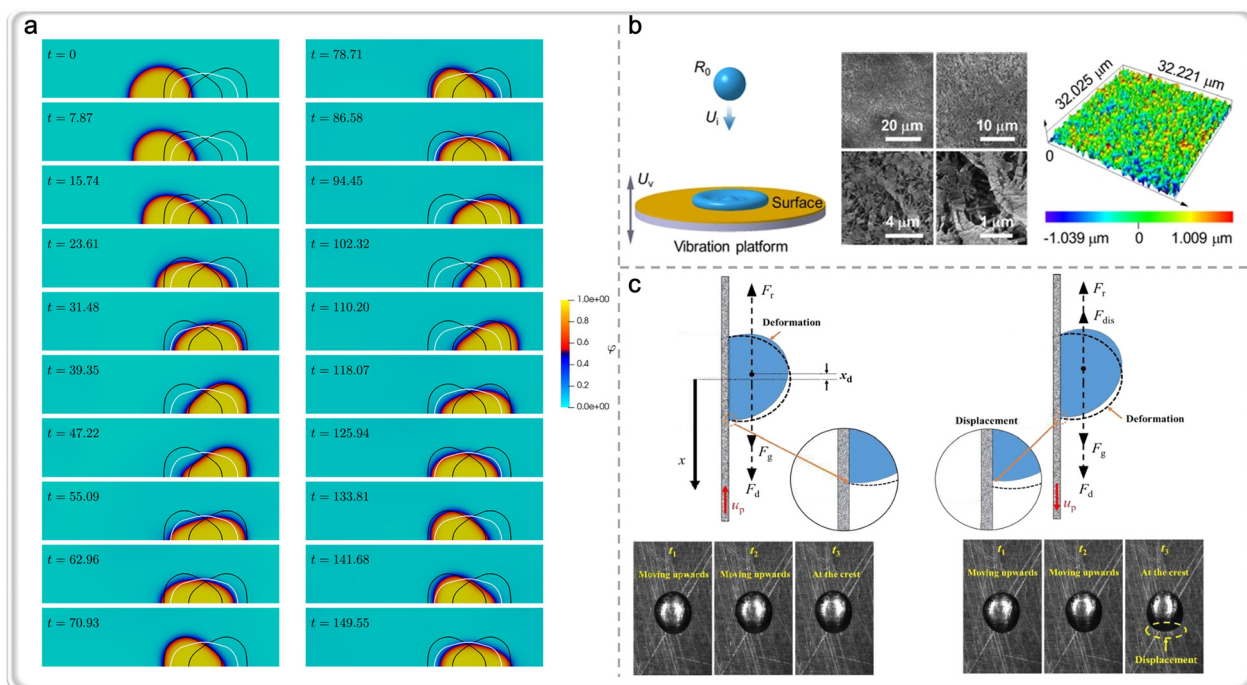 a
t = 0
t = 7.87
t = 15.74
t = 23.61
t = 31.48
t = 39.35
t = 47.22
t = 55.09
t = 62.96
t = 70.93
t = 78.71
t = 86.58
t = 94.45
t = 102.32
t = 110.20
t = 118.07
t = 125.94
t = 133.81
t = 141.68
t = 149.55
1.0e+00
0.8
0.6
0.4
0.2
0.0e+00
φ
b
R0
Ui
Uv
Surface
Vibration platform
20 μm
10 μm
4 μm
1 μm
32.025 μm
32.221 μm
0
-1.039 μm
0
1.009 μm
c
Fr
Deformation
xd
x
Fg
Fd
up
Fr
Fdis
Displacement
Deformation
Fg
Fd
up
t1
Moving upwards
t2
Moving upwards
t3
At the crest
t1
Moving upwards
t2
Moving upwards
t3
At the crest
Displacement